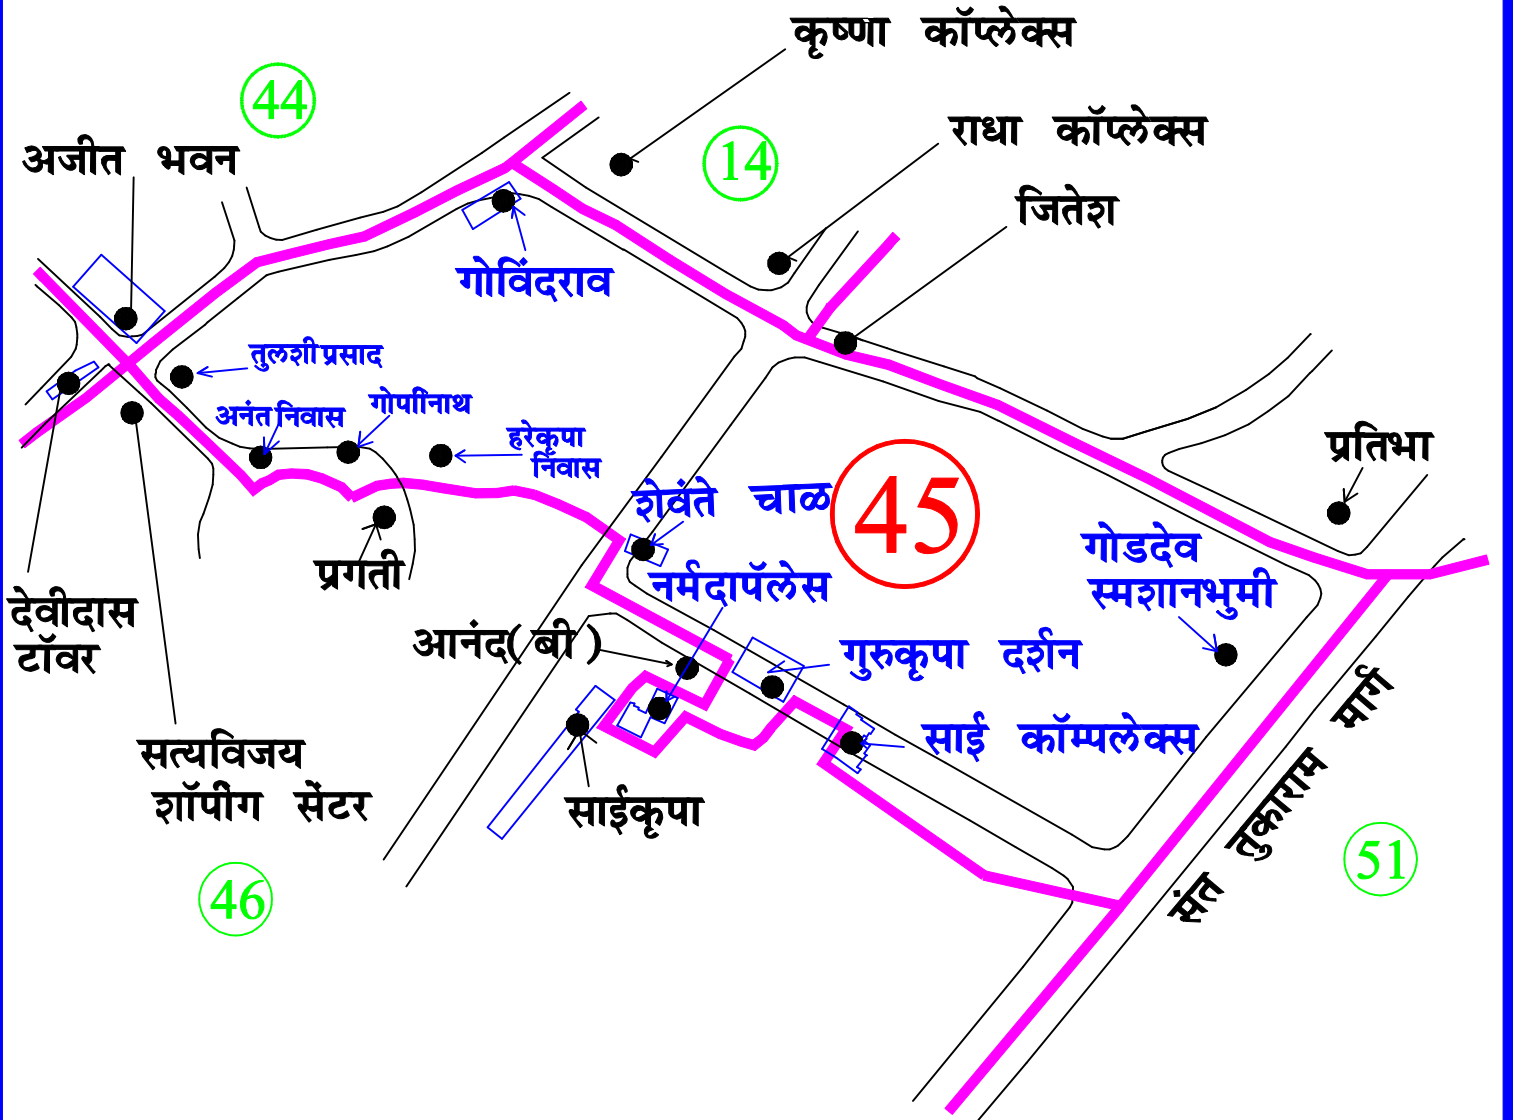 कृष्णा कॉप्लेक्स
44
14
राधा कॉप्लेक्स
अजीत भवन
जितेश
गोविंदराव
तुलशीप्रसाद
गोपीनाथ
अनंत निवास
हरेकृपा
निवास
प्रतिभा
शेवंते चाळ
45
गोडदेव
स्मशानभुमी
प्रगती
नर्मदापॅलेस
देवीदास
टॉवर
आनंद(बी)
गुरुकृपा दर्शन
संत तुकाराम मार्ग
साई कॉम्पलेक्स
सत्यविजय
शॉपींग सेंटर
साईकृपा
51
46